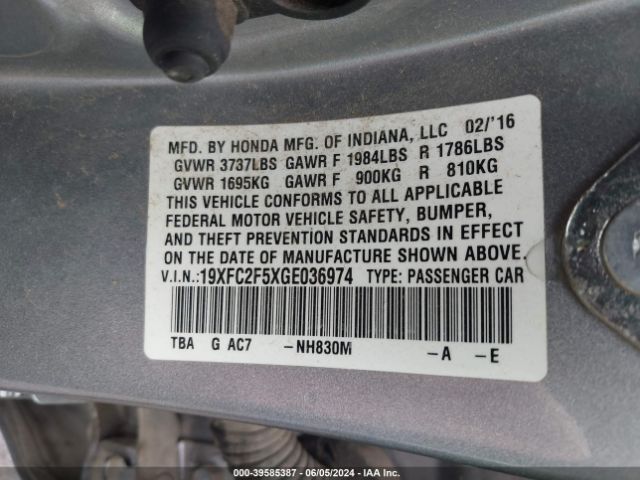 MFD. BY HONDA MFG. OF INDIANA, LLC 02/'16
GVWR 3737LBS GAWR F 1984LBS R 1786LBS
GVWR 1695KG GAWR F 900KG R 810KG
THIS VEHICLE CONFORMS TO ALL APPLICABLE
FEDERAL MOTOR VEHICLE SAFETY, BUMPER,
AND THEFT PREVENTION STANDARDS IN EFFECT
ON THE DATE OF MANUFACTURE SHOWN ABOVE.
V.I.N.: 19XFC2F5XGE036974 TYPE: PASSENGER CAR
TBA G AC7 -NH830M -A -E
000-39585387 - 06/05/2024 - IAA Inc.